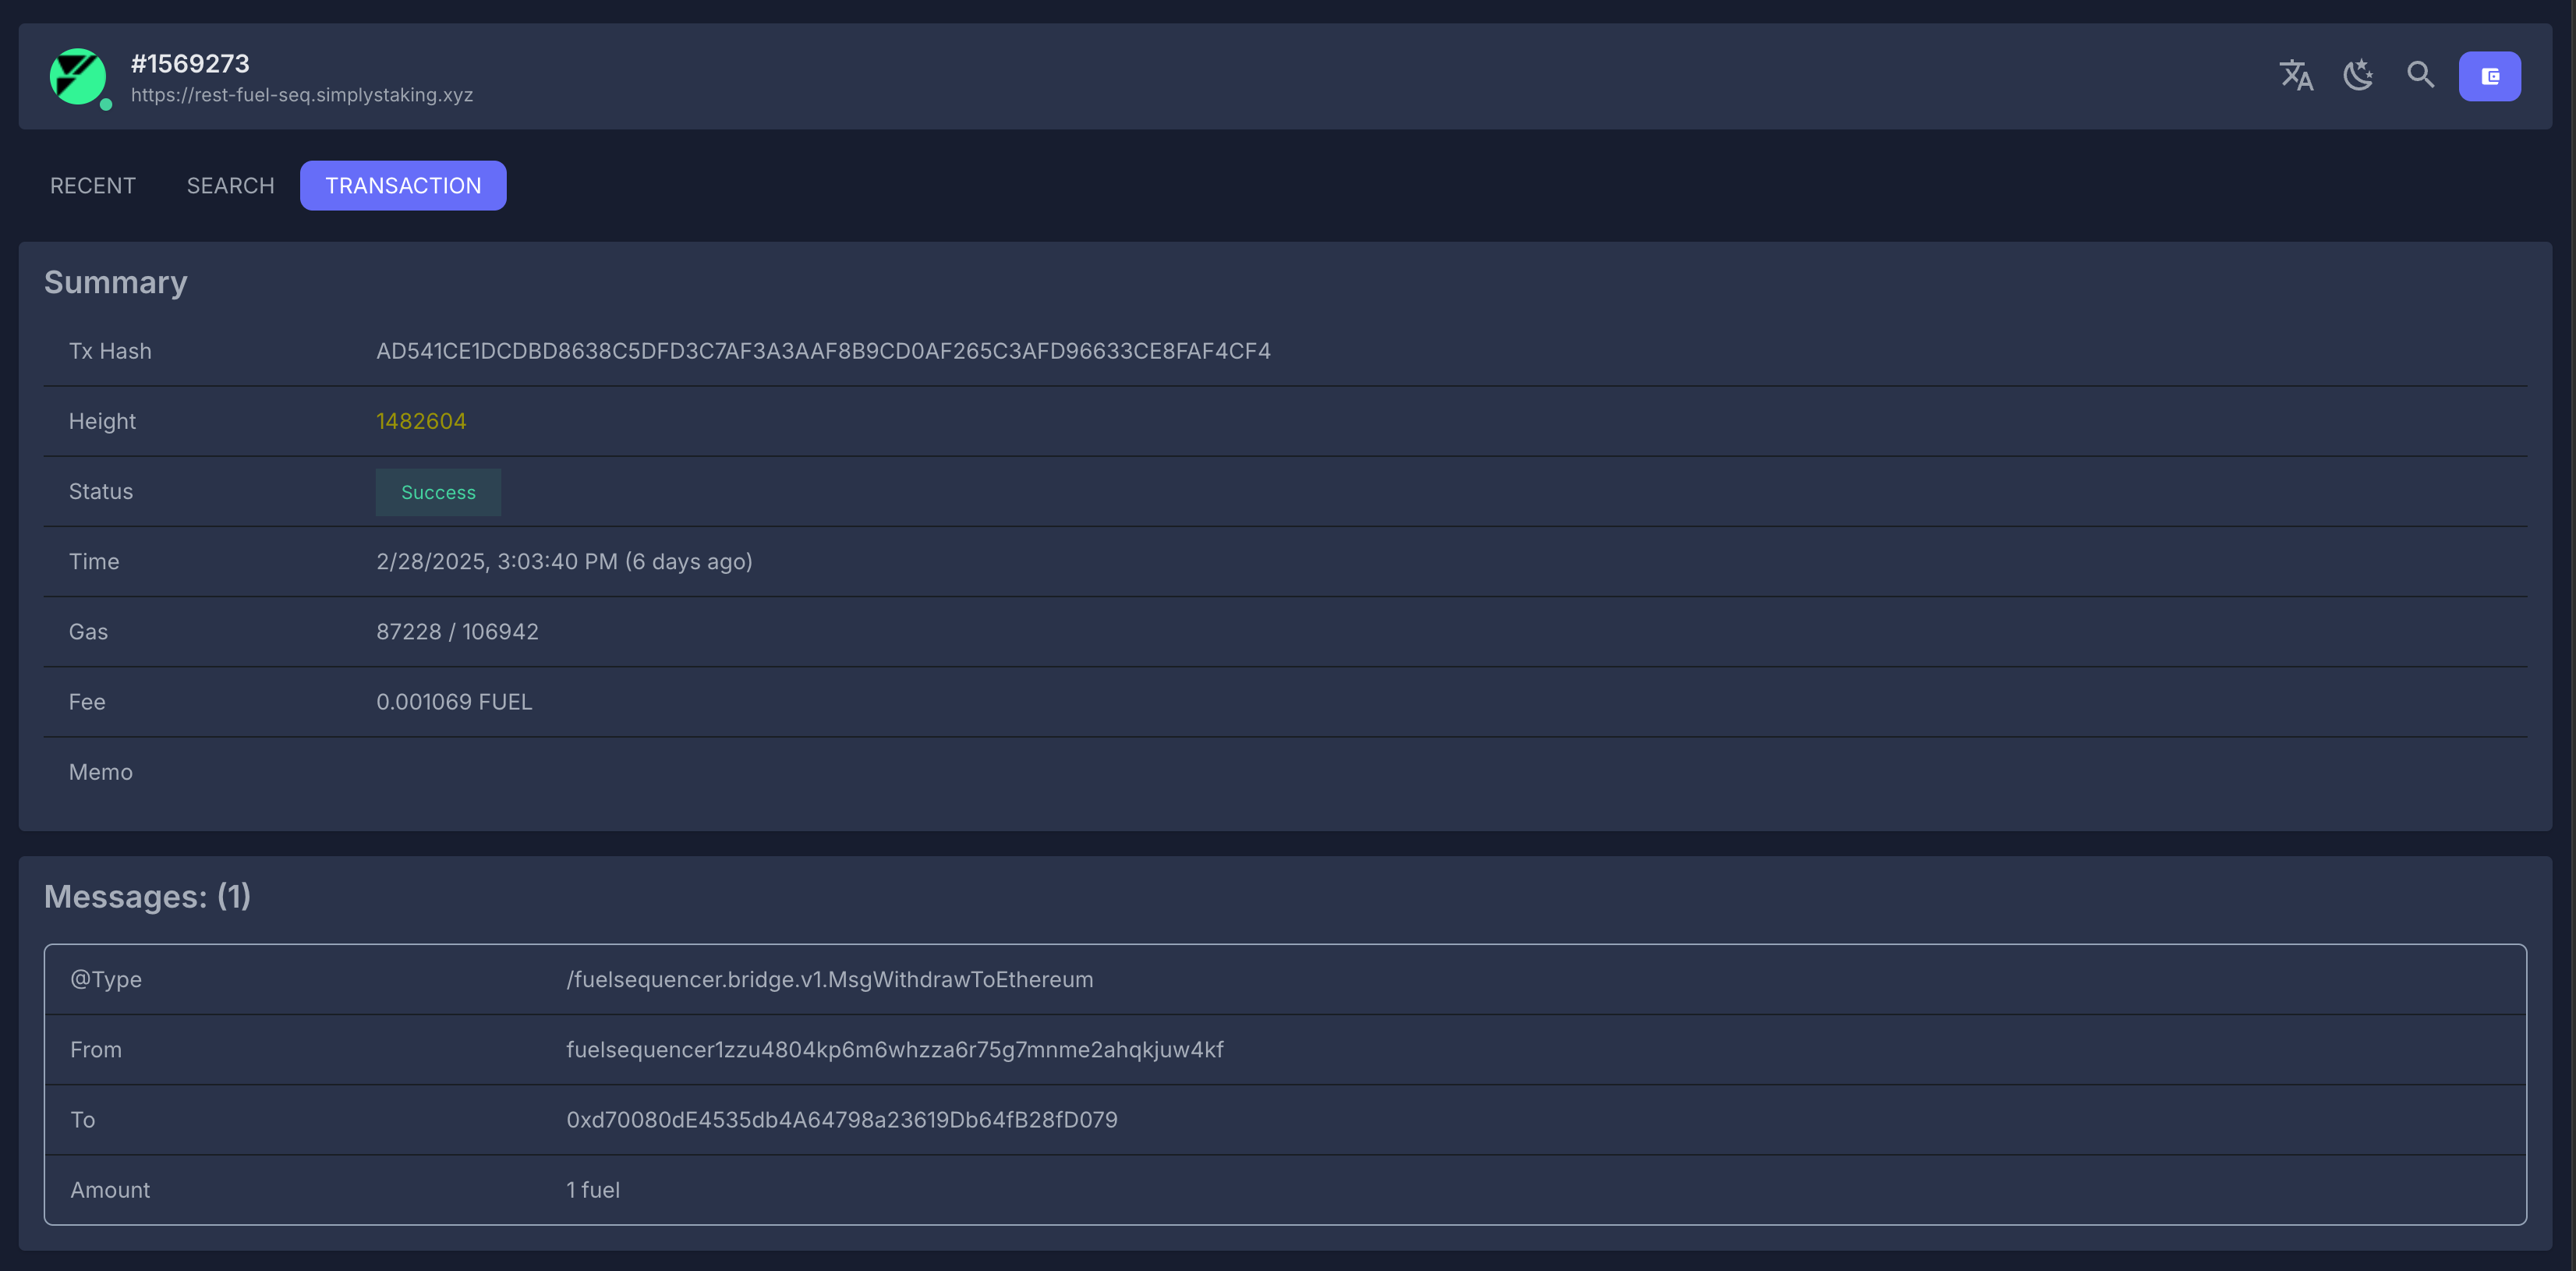 #1569273
https://rest-fuel-seq.simplystaking.xyz
RECENT SEARCH TRANSACTION
Summary
Tx Hash AD541CE1DCDBD8638C5DFD3C7AF3A3AAF8B9CD0AF265C3AFD96633CE8FAF4CF4
Height 1482604
Status Success
Time 2/28/2025, 3:03:40 PM (6 days ago)
Gas 87228 / 106942
Fee 0.001069 FUEL
Memo
Messages: (1)
@Type /fuelsequencer.bridge.v1.MsgWithdrawToEthereum
From fuelsequencer1zzu4804kp6m6whzza6r75g7mnme2ahqkjuw4kf
To 0xd70080dE4535db4A64798a23619Db64fB28fD079
Amount 1 fuel